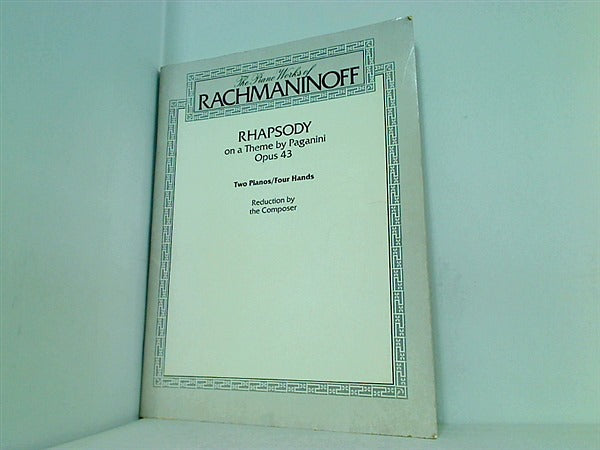 The Piano Works of
RACHMANINOFF
RHAPSODY
on a Theme by Paganini
Opus 43
Two Pianos/Four Hands
Reduction by
the Composer